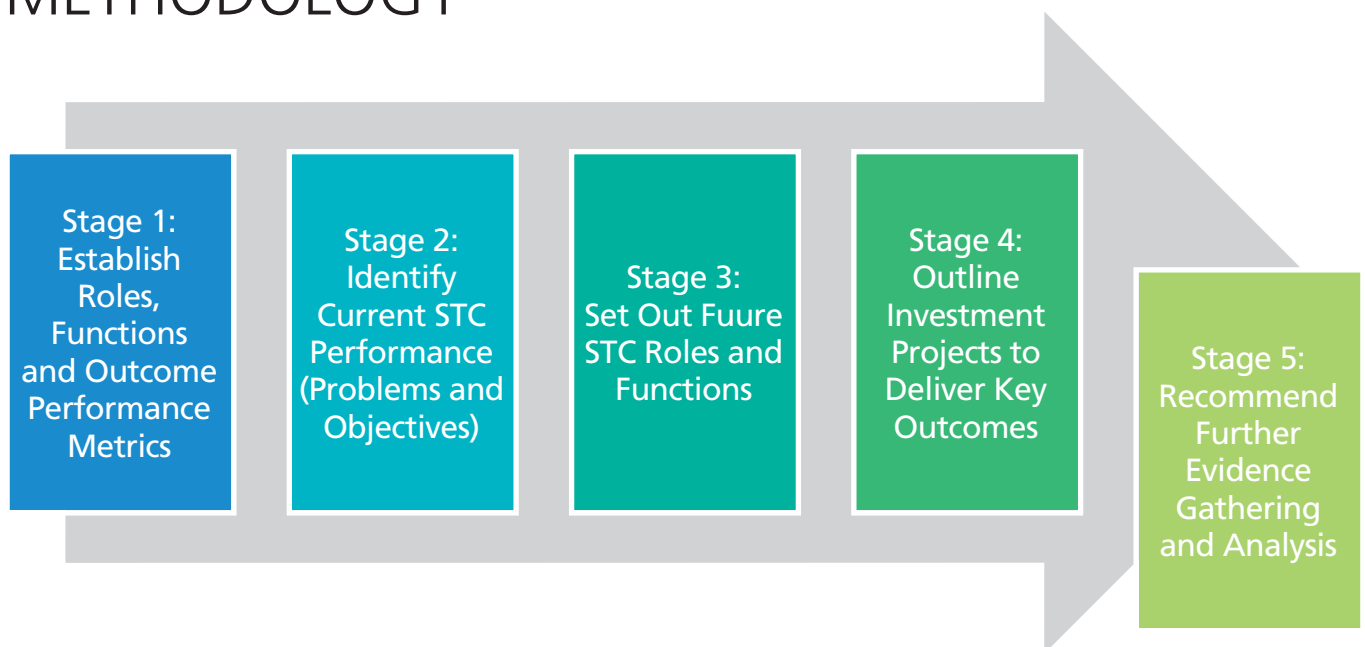 METHODOLOGY
Stage 1:
Establish
Roles,
Functions
and Outcome
Performance
Metrics
Stage 2:
Identify
Current STC
Performance
(Problems and
Objectives)
Stage 3:
Set Out Fuure
STC Roles and
Functions
Stage 4:
Outline
Investment
Projects to
Deliver Key
Outcomes
Stage 5:
Recommend
Further
Evidence
Gathering
and Analysis